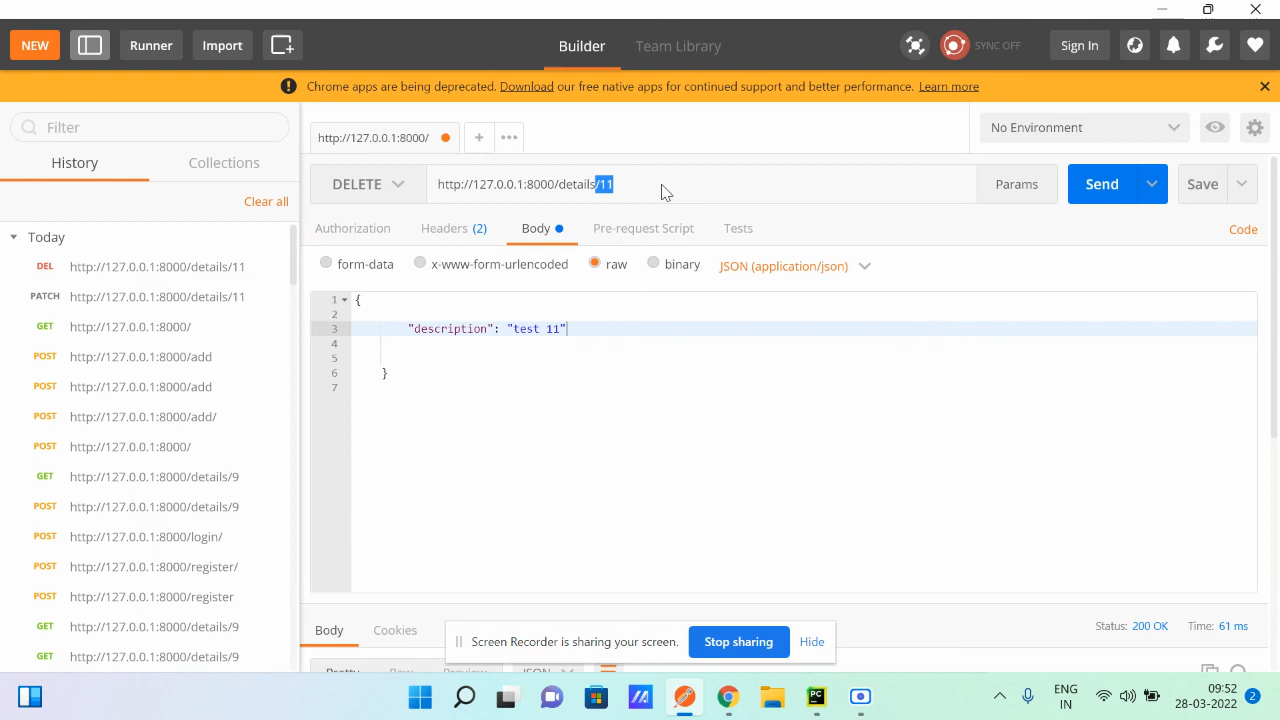 NEW
Runner
Import
Builder
Team Library
SYNC OFF
Sign In
Chrome apps are being deprecated. Download our free native apps for continued support and better performance. Learn more
Filter
History
Collections
Clear all
Today
DEL http://127.0.0.1:8000/details/11
PATCH http://127.0.0.1:8000/details/11
GET http://127.0.0.1:8000/
POST http://127.0.0.1:8000/add
POST http://127.0.0.1:8000/add
POST http://127.0.0.1:8000/add/
POST http://127.0.0.1:8000/
GET http://127.0.0.1:8000/details/9
POST http://127.0.0.1:8000/details/9
POST http://127.0.0.1:8000/login/
POST http://127.0.0.1:8000/register/
POST http://127.0.0.1:8000/register
GET http://127.0.0.1:8000/details/9
POST http://127.0.0.1:8000/details/9
http://127.0.0.1:8000/
No Environment
DELETE http://127.0.0.1:8000/details/11 Params Send Save
Authorization Headers (2) Body Pre-request Script Tests Code
form-data x-www-form-urlencoded raw binary JSON (application/json)
1 {
2
3 "description": "test 11"
4
5
6 }
7
Body Cookies Status: 200 OK Time: 61 ms
Screen Recorder is sharing your screen. Stop sharing Hide
Pretty Raw Preview JSON
ENG
IN
09:52
28-03-2022
2
PC